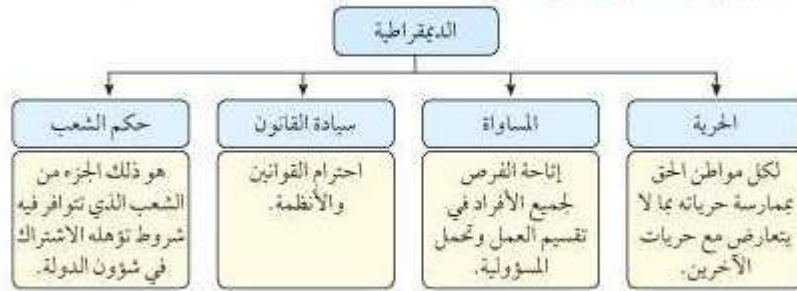 الديمقراطية
الحرية
لكل مواطن الحق
بممارسة حرياته بما لا
يتعارض مع حريات
الآخرين.
المساواة
إتاحة الفرص
لجميع الأفراد في
تقسيم العمل وتحمل
المسؤولية.
سيادة القانون
احترام القوانين
والأنظمة.
حكم الشعب
هو ذلك الجزء من
الشعب الذي تتوافر فيه
شروط تؤهله الاشتراك
في شؤون الدولة.